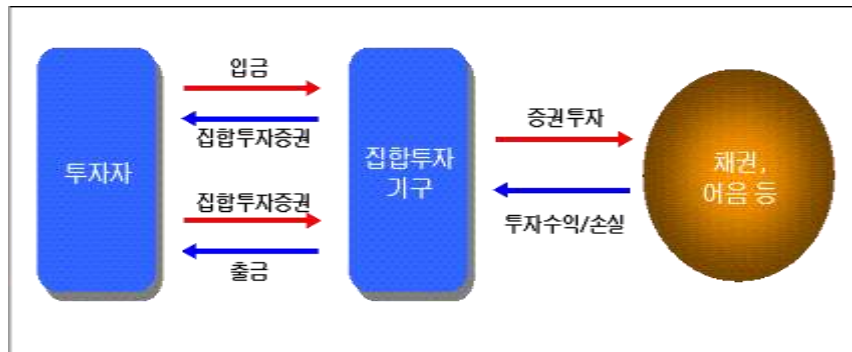 입금
집합투자증권
투자자
집합투자증권
출금
집합투자
기구
증권투자
투자수익/손실
채권,
어음 등